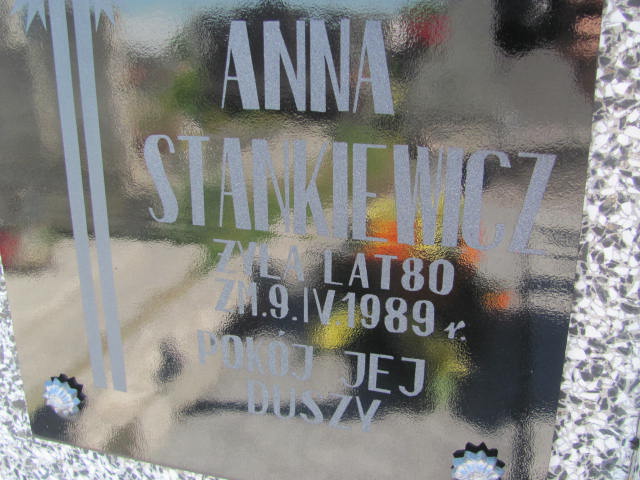 ANNA
STANKIEWICZ
ŻYŁA LAT 80
ZM. 9. IV. 1989 r.
POKÓJ JEJ
DUSZY